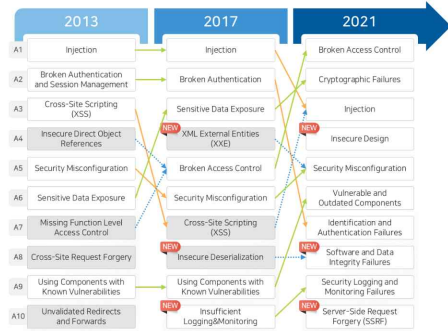 2013
2017
2021
A1
Injection
Injection
Broken Access Control
A2
Broken Authentication
and Session Management
Broken Authentication
Cryptographic Failures
A3
Cross-Site Scripting
(XSS)
Sensitive Data Exposure
Injection
A4
Insecure Direct Object
References
NEW
XML External Entities
(XXE)
NEW
Insecure Design
A5
Security Misconfiguration
Broken Access Control
Security Misconfiguration
A6
Sensitive Data Exposure
Security Misconfiguration
Vulnerable and
Outdated Components
A7
Missing Function Level
Access Control
Cross-Site Scripting
(XSS)
Identification and
Authentication Failures
A8
Cross-Site Request Forgery
NEW
Insecure Deserialization
NEW
Software and Data
Integrity Failures
A9
Using Components with
Known Vulnerabilities
Using Components with
Known Vulnerabilities
Security Logging and
Monitoring Failures
A10
Unvalidated Redirects
and Forwards
NEW
Insufficient
Logging&Monitoring
NEW
Server-Side Request
Forgery (SSRF)